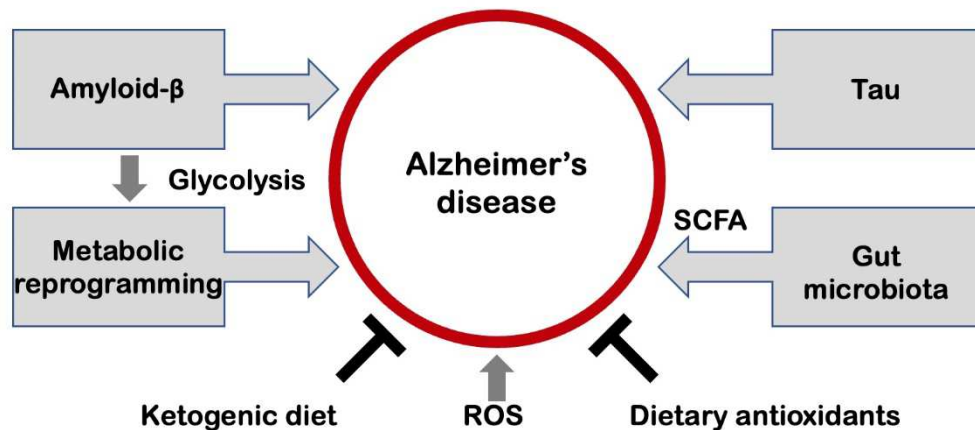 Amyloid-β
Tau
Glycolysis
Alzheimer's
disease
SCFA
Metabolic
reprogramming
Gut
microbiota
Ketogenic diet
ROS
Dietary antioxidants